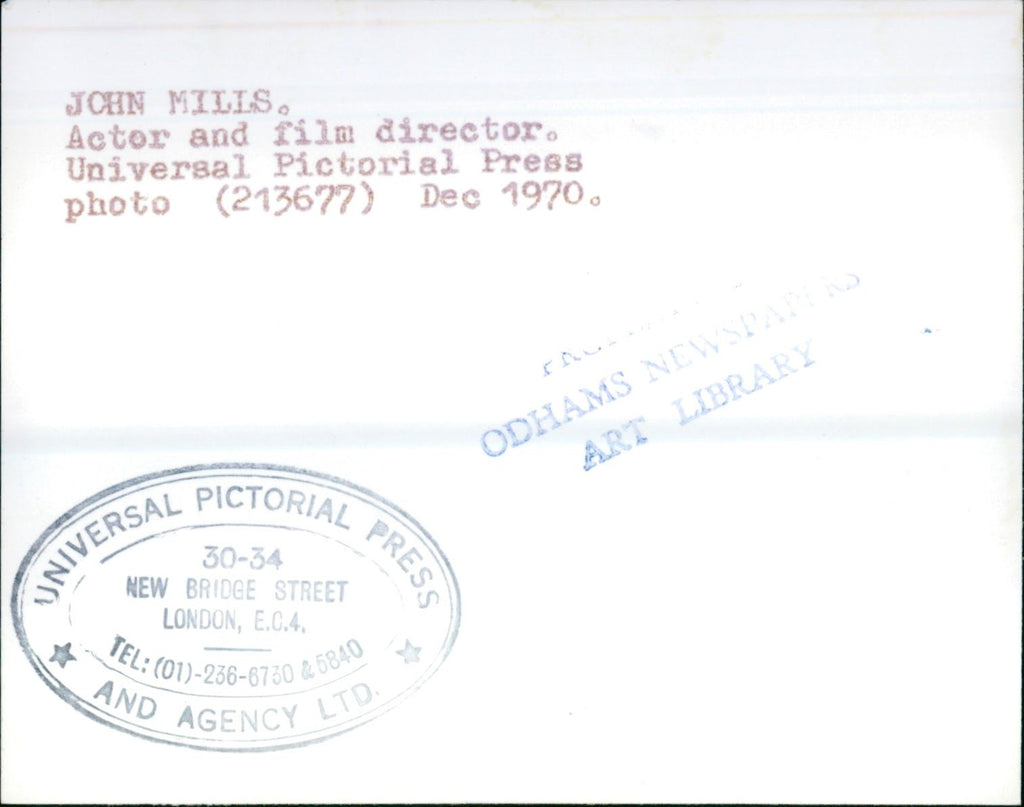 JOHN MILLS.
Actor and film director.
Universal Pictorial Press
photo (213677) Dec 1970.
ODHAMS NEWSPAPERS
ART LIBRARY
UNIVERSAL PICTORIAL PRESS
30-34
NEW BRIDGE STREET
LONDON, E.C.4.
TEL: (01)-236-6730 & 5840
AND AGENCY LTD.